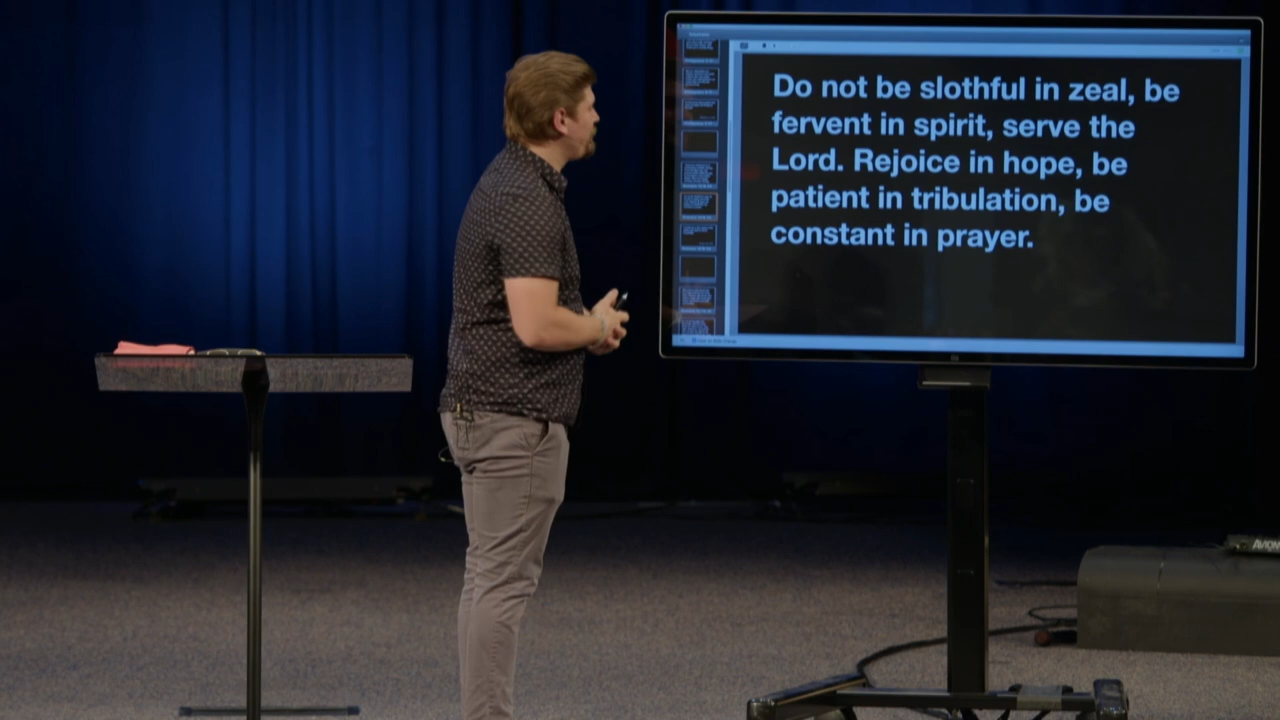 Do not be slothful in zeal, be
fervent in spirit, serve the
Lord. Rejoice in hope, be
patient in tribulation, be
constant in prayer.